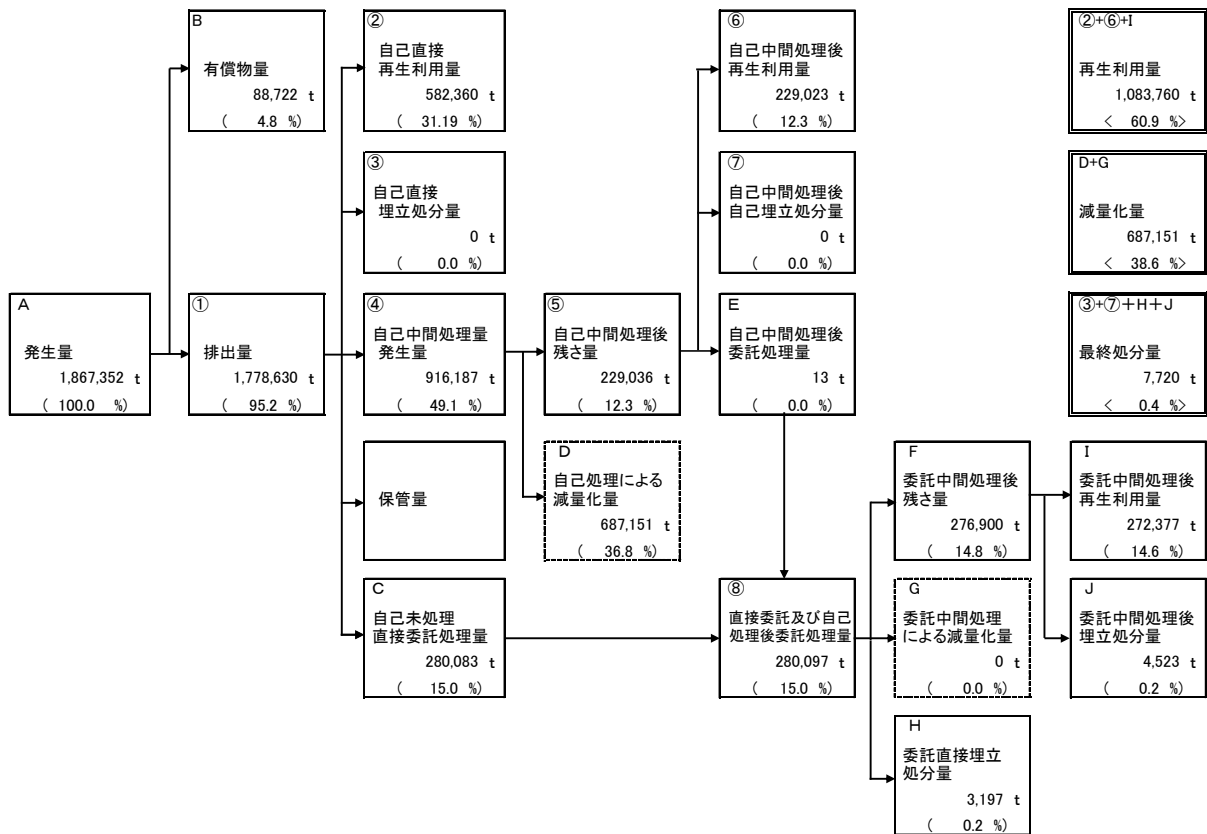 B
有償物量
88,722 t
( 4.8 %)
②
自己直接
再生利用量
582,360 t
( 31.19 %)
⑥
自己中間処理後
再生利用量
229,023 t
( 12.3 %)
②+⑥+I
再生利用量
1,083,760 t
< 60.9 %>
③
自己直接
埋立処分量
0 t
( 0.0 %)
⑦
自己中間処理後
自己埋立処分量
0 t
( 0.0 %)
D+G
減量化量
687,151 t
< 38.6 %>
A
発生量
1,867,352 t
( 100.0 %)
①
排出量
1,778,630 t
( 95.2 %)
④
自己中間処理量
発生量
916,187 t
( 49.1 %)
⑤
自己中間処理後
残さ量
229,036 t
( 12.3 %)
E
自己中間処理後
委託処理量
13 t
( 0.0 %)
③+⑦+H+J
最終処分量
7,720 t
< 0.4 %>
保管量
D
自己処理による
減量化量
687,151 t
( 36.8 %)
F
委託中間処理後
残さ量
276,900 t
( 14.8 %)
I
委託中間処理後
再生利用量
272,377 t
( 14.6 %)
C
自己未処理
直接委託処理量
280,083 t
( 15.0 %)
⑧
直接委託及び自己
処理後委託処理量
280,097 t
( 15.0 %)
G
委託中間処理
による減量化量
0 t
( 0.0 %)
J
委託中間処理後
埋立処分量
4,523 t
( 0.2 %)
H
委託直接埋立
処分量
3,197 t
( 0.2 %)